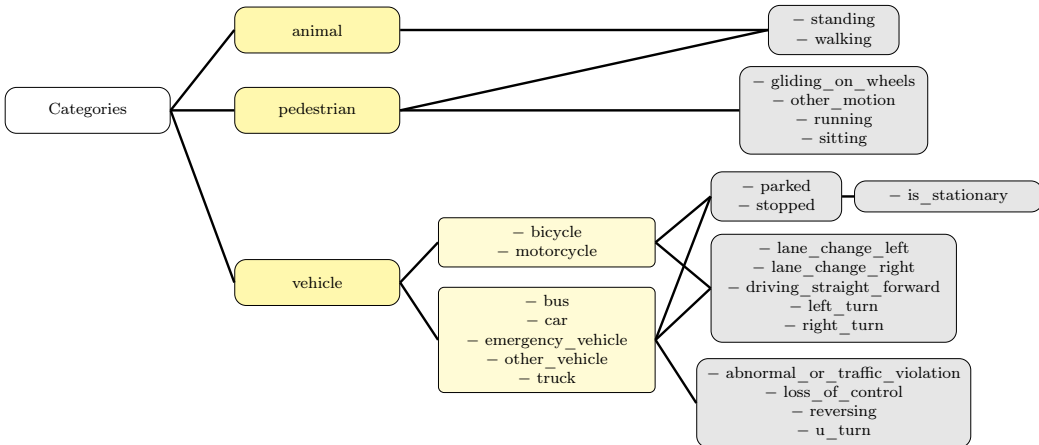 Categories
animal
– standing
– walking
pedestrian
– gliding_on_wheels
– other_motion
– running
– sitting
vehicle
– bicycle
– motorcycle
– bus
– car
– emergency_vehicle
– other_vehicle
– truck
– parked
– stopped
– is_stationary
– lane_change_left
– lane_change_right
– driving_straight_forward
– left_turn
– right_turn
– abnormal_or_traffic_violation
– loss_of_control
– reversing
– u_turn